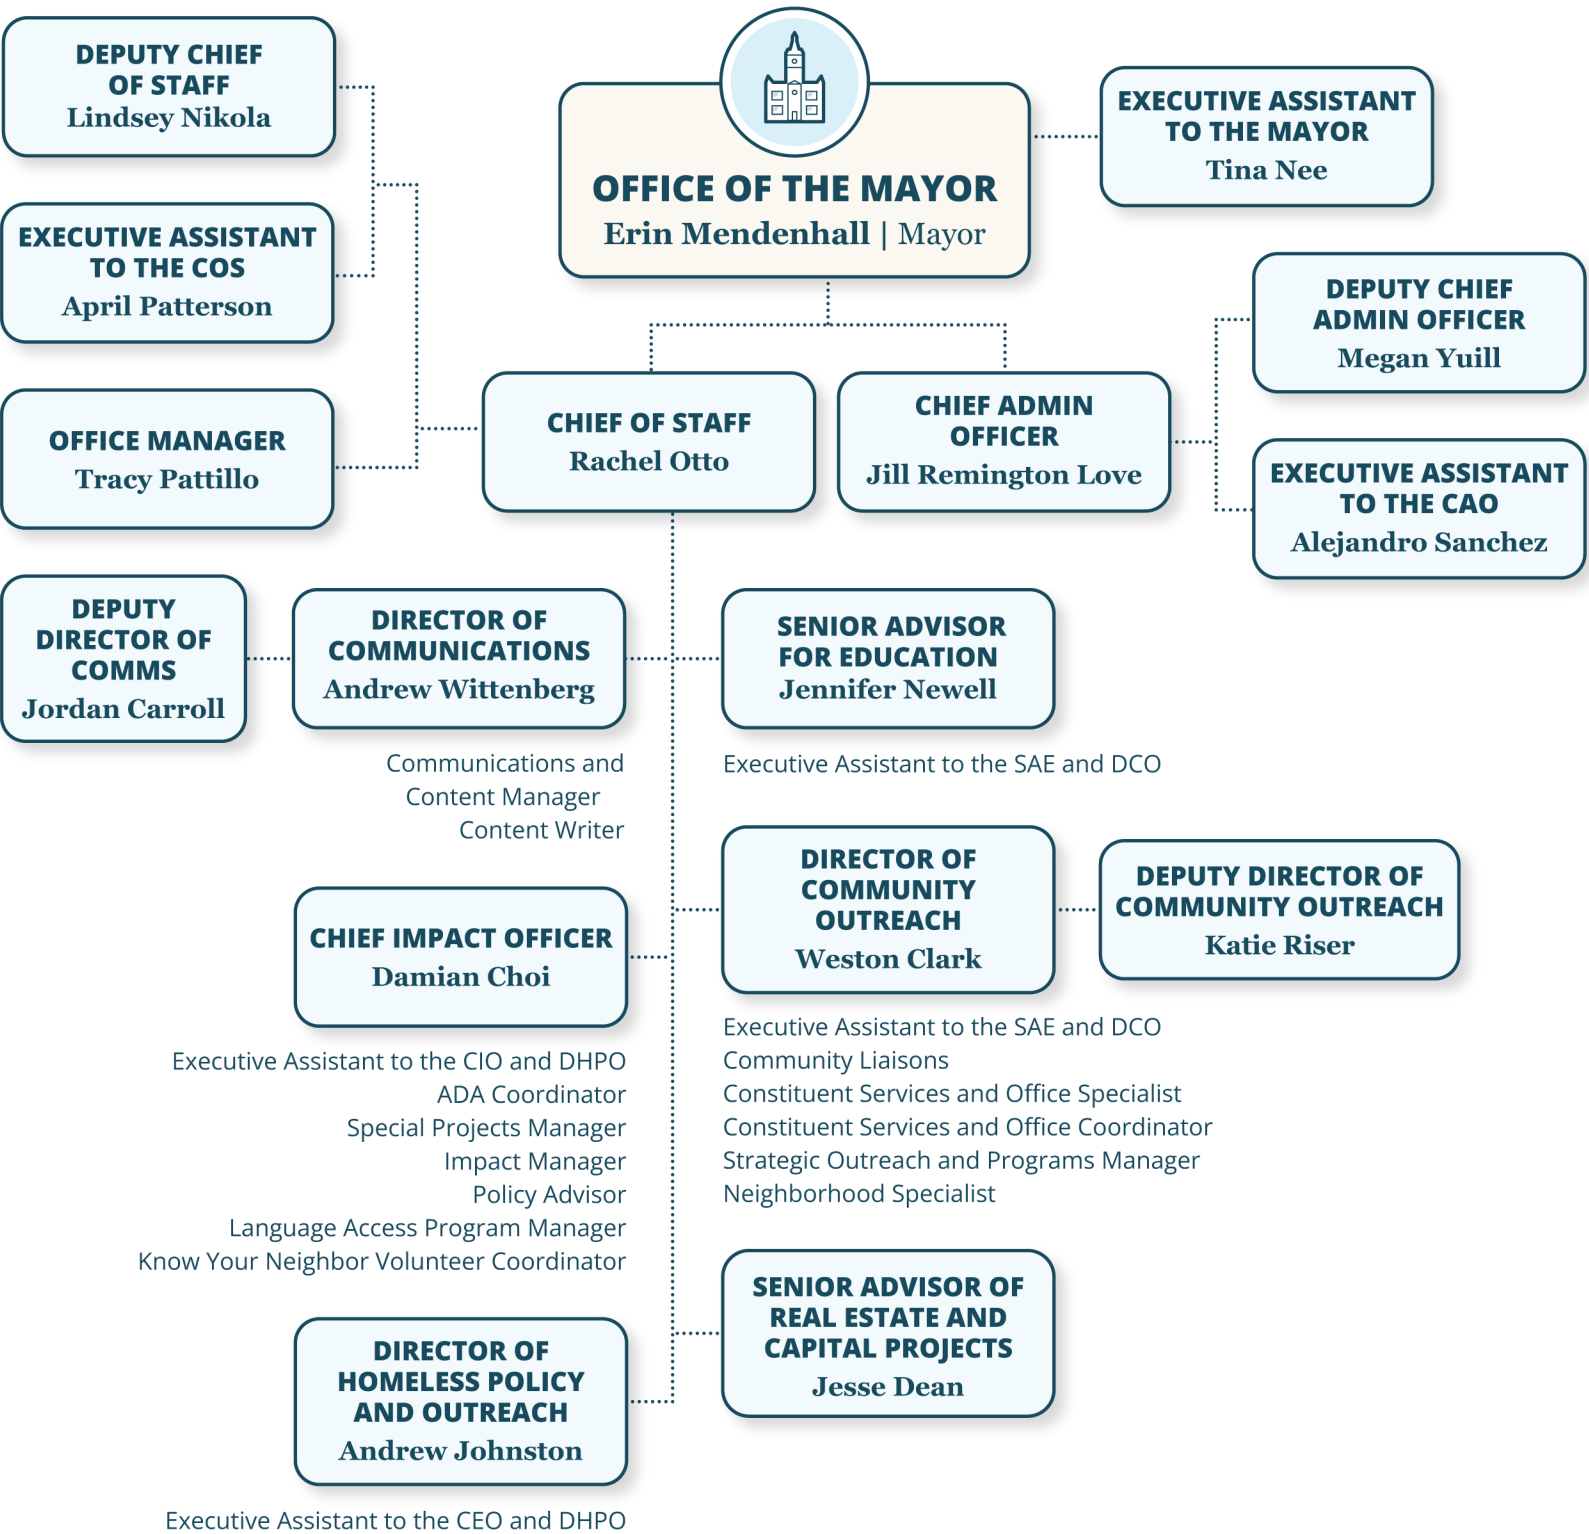 DEPUTY CHIEF
OF STAFF
Lindsey Nikola
OFFICE OF THE MAYOR
Erin Mendenhall | Mayor
EXECUTIVE ASSISTANT
TO THE MAYOR
Tina Nee
EXECUTIVE ASSISTANT
TO THE COS
April Patterson
DEPUTY CHIEF
ADMIN OFFICER
Megan Yuill
OFFICE MANAGER
Tracy Pattillo
CHIEF OF STAFF
Rachel Otto
CHIEF ADMIN
OFFICER
Jill Remington Love
EXECUTIVE ASSISTANT
TO THE CAO
Alejandro Sanchez
DEPUTY
DIRECTOR OF
COMMS
Jordan Carroll
DIRECTOR OF
COMMUNICATIONS
Andrew Wittenberg
Communications and
Content Manager
Content Writer
SENIOR ADVISOR
FOR EDUCATION
Jennifer Newell
Executive Assistant to the SAE and DCO
DIRECTOR OF
COMMUNITY
OUTREACH
Weston Clark
DEPUTY DIRECTOR OF
COMMUNITY OUTREACH
Katie Riser
Executive Assistant to the SAE and DCO
Community Liaisons
Constituent Services and Office Specialist
Constituent Services and Office Coordinator
Strategic Outreach and Programs Manager
Neighborhood Specialist
CHIEF IMPACT OFFICER
Damian Choi
Executive Assistant to the CIO and DHPO
ADA Coordinator
Special Projects Manager
Impact Manager
Policy Advisor
Language Access Program Manager
Know Your Neighbor Volunteer Coordinator
SENIOR ADVISOR OF
REAL ESTATE AND
CAPITAL PROJECTS
Jesse Dean
DIRECTOR OF
HOMELESS POLICY
AND OUTREACH
Andrew Johnston
Executive Assistant to the CEO and DHPO